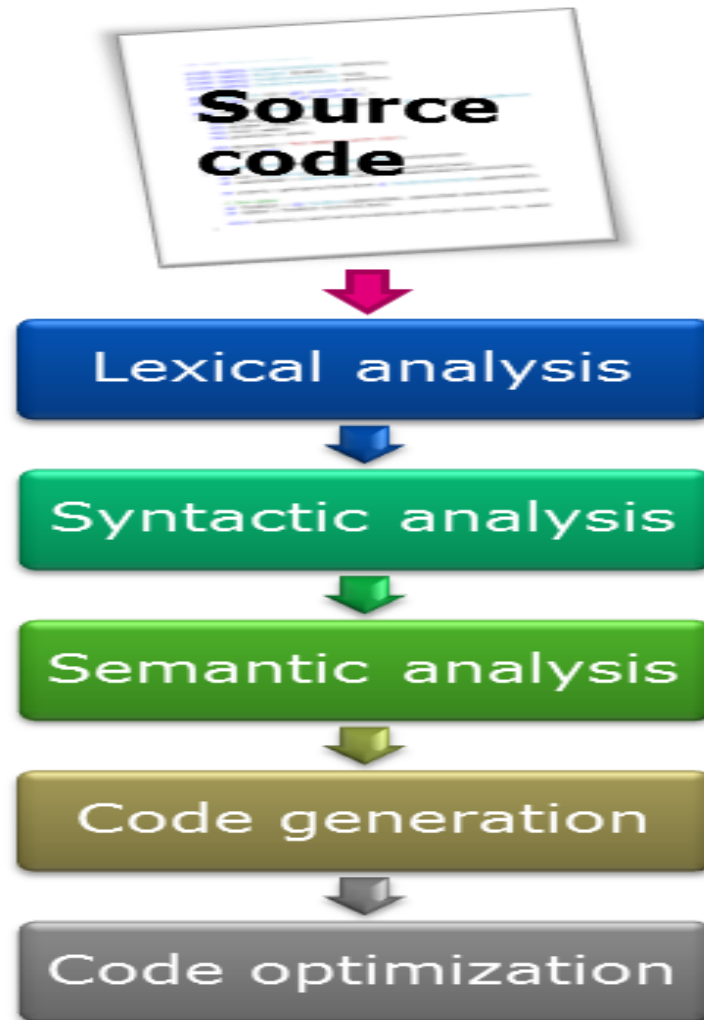 Source
code
Lexical analysis
Syntactic analysis
Semantic analysis
Code generation
Code optimization